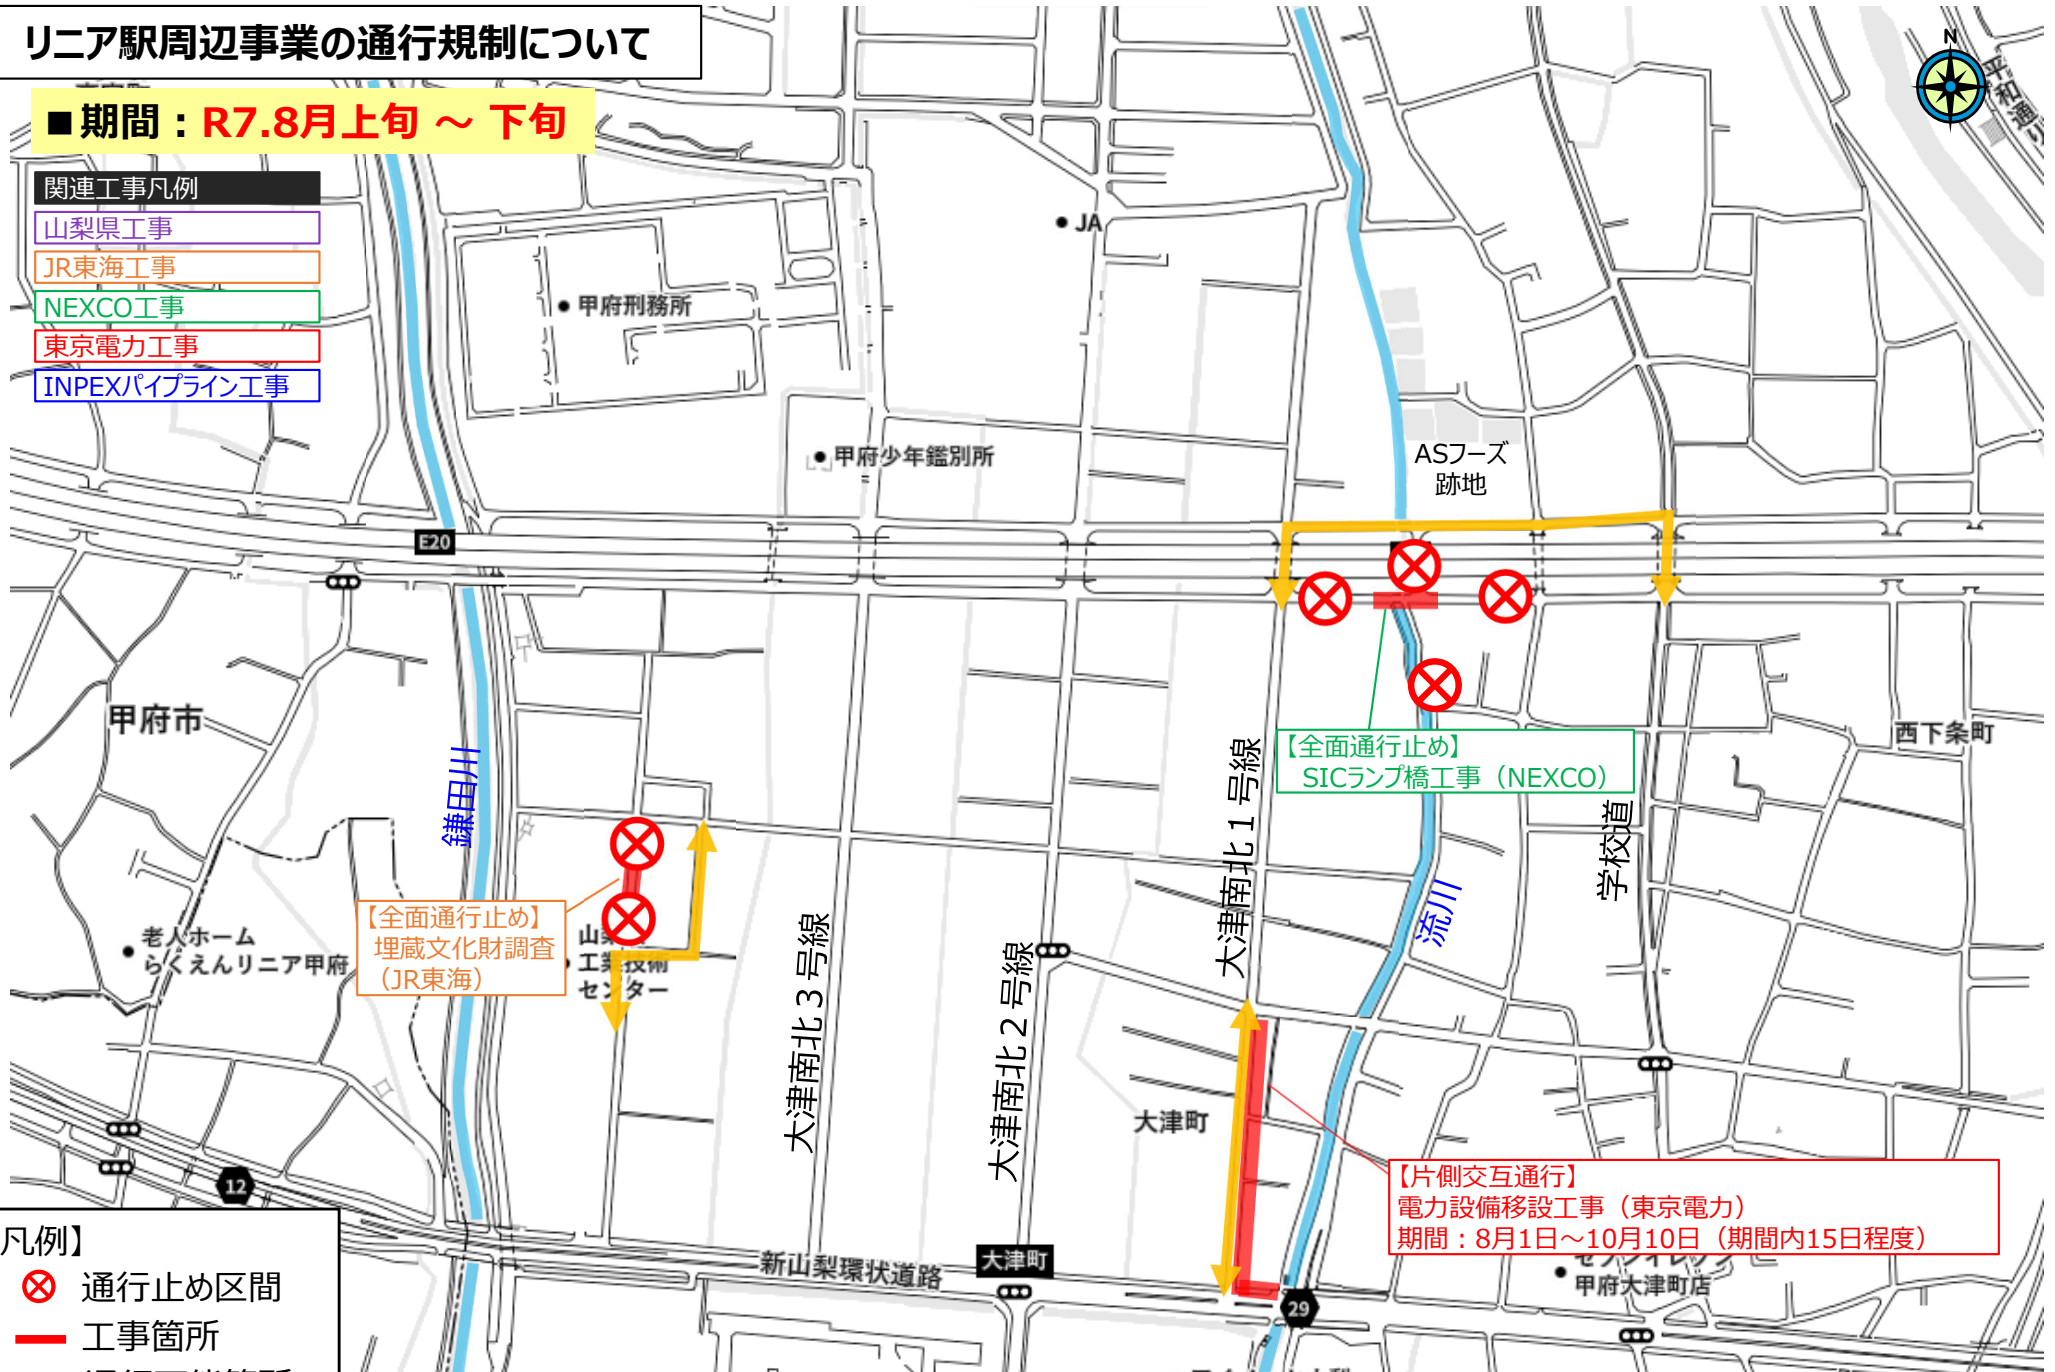 リニア駅周辺事業の通行規制について
■期間：R7.8月上旬 ～ 下旬
関連工事凡例
山梨県工事
JR東海工事
NEXCO工事
東京電力工事
INPEXパイプライン工事
N
平和通り
JA
甲府刑務所
甲府少年鑑別所
ASフーズ
跡地
E20
甲府市
鎌田川
西下条町
【全面通行止め】
SICランプ橋工事（NEXCO）
大津南北１号線
学校道
流川
【全面通行止め】
埋蔵文化財調査
（JR東海）
老人ホーム
らくえんリニア甲府
工業技術
センター
大津南北３号線
大津南北２号線
大津町
【片側交互通行】
電力設備移設工事（東京電力）
期間：8月1日～10月10日（期間内15日程度）
甲府大津町店
12
新山梨環状道路
大津町
29
凡例】
通行止め区間
工事箇所